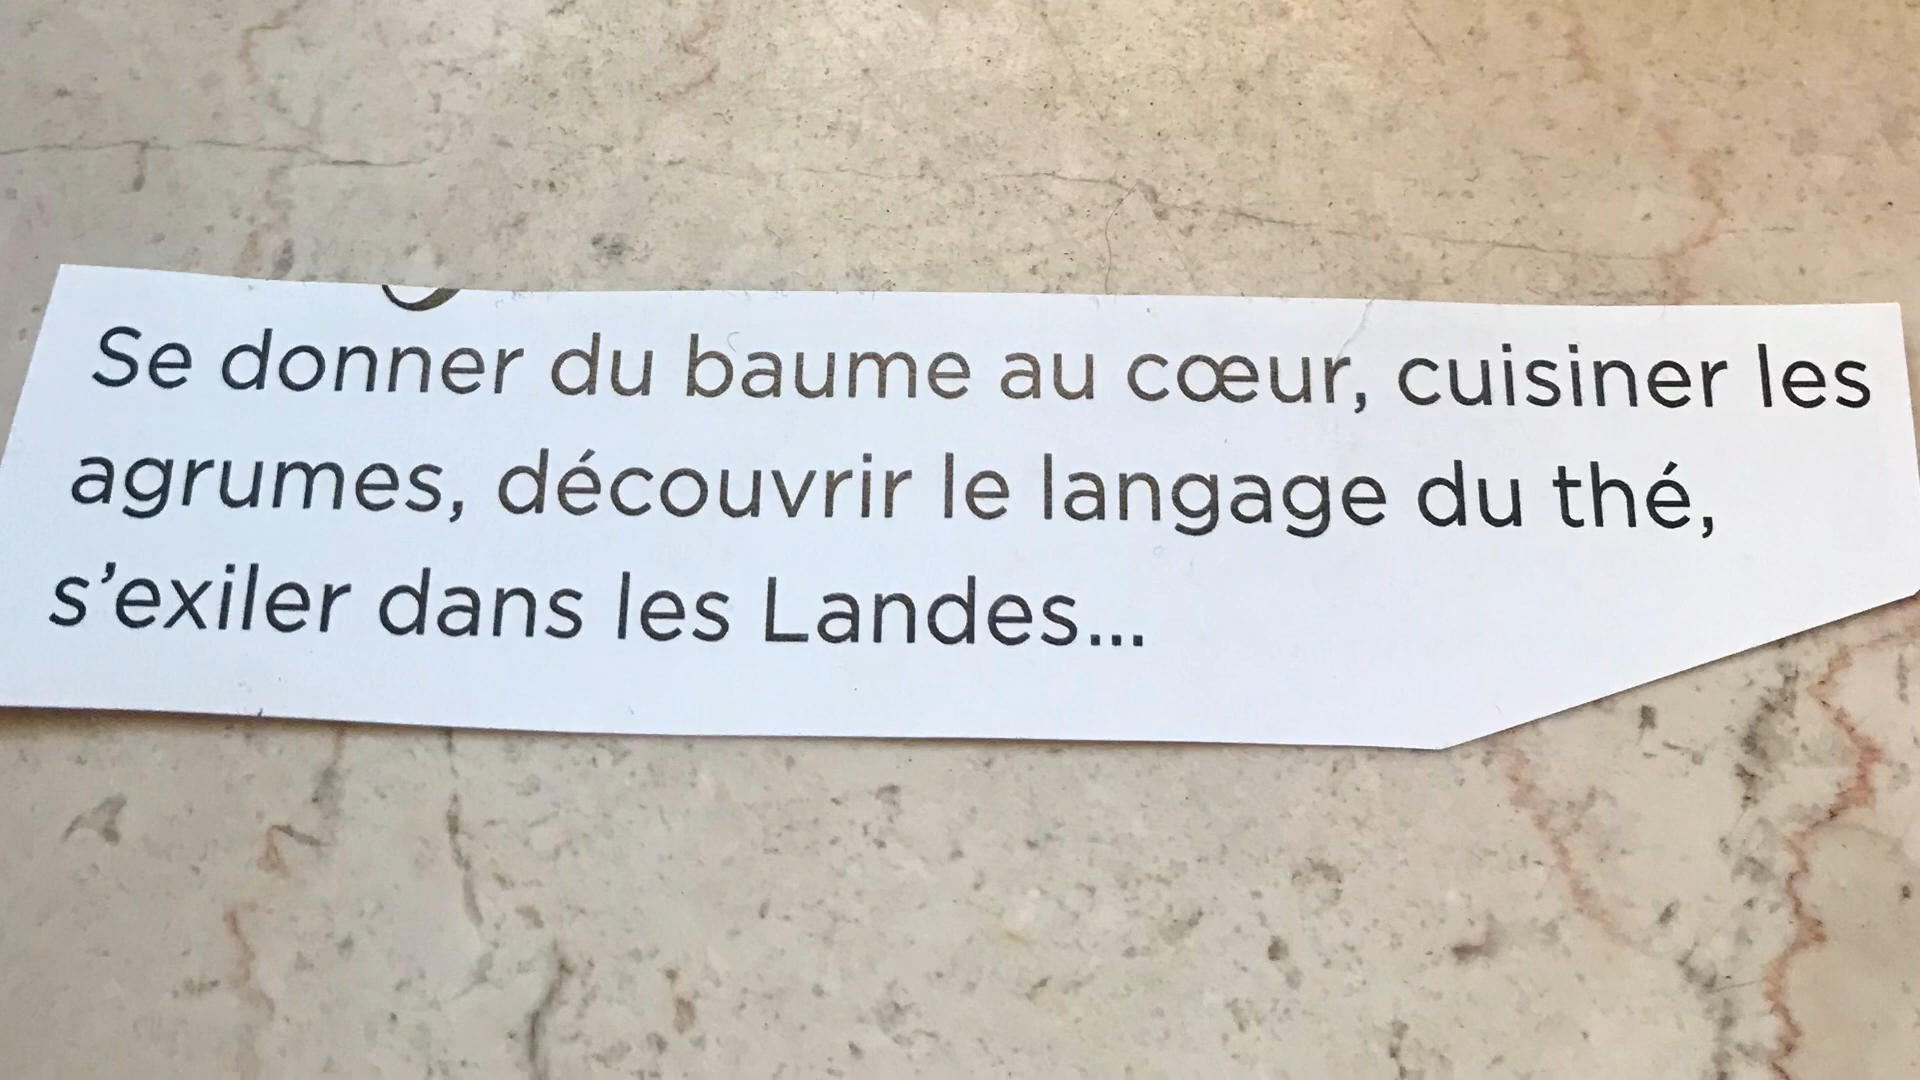 Se donner du baume au cœur, cuisiner les
agrumes, découvrir le langage du thé,
s’exiler dans les Landes...